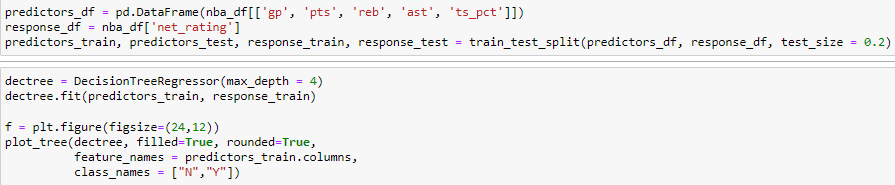 predictors_df = pd.DataFrame(nba_df[['gp', 'pts', 'reb', 'ast', 'ts_pct']])
response_df = nba_df['net_rating']
predictors_train, predictors_test, response_train, response_test = train_test_split(predictors_df, response_df, test_size = 0.2)
dectree = DecisionTreeRegressor(max_depth = 4)
dectree.fit(predictors_train, response_train)
f = plt.figure(figsize=(24,12))
plot_tree(dectree, filled=True, rounded=True,
feature_names = predictors_train.columns,
class_names = ["N","Y"])